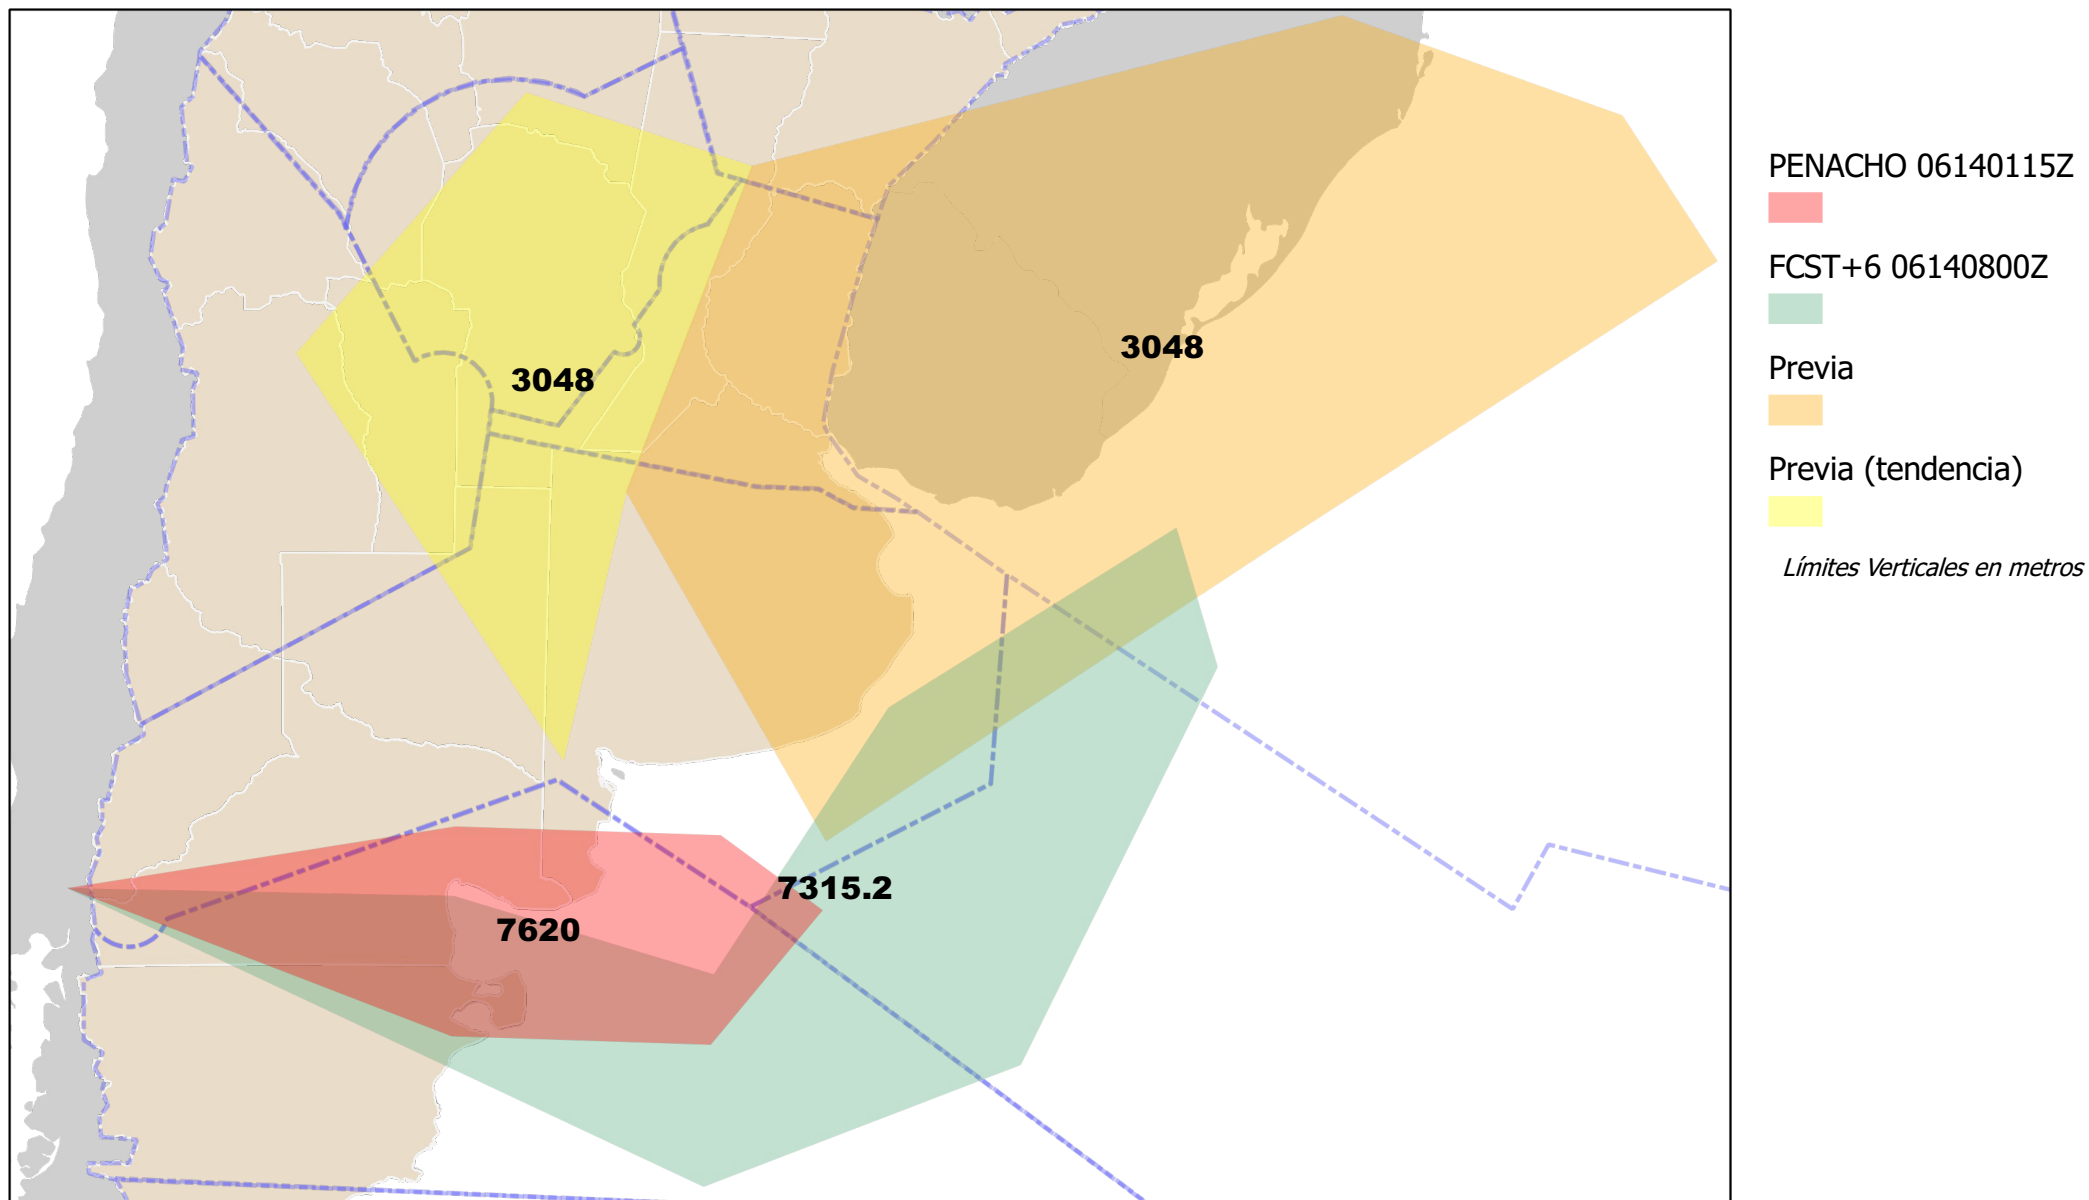 PENACHO 06140115Z
FCST+6 06140800Z
Previa
Previa (tendencia)
Límites Verticales en metros
3048
3048
7315.2
7620